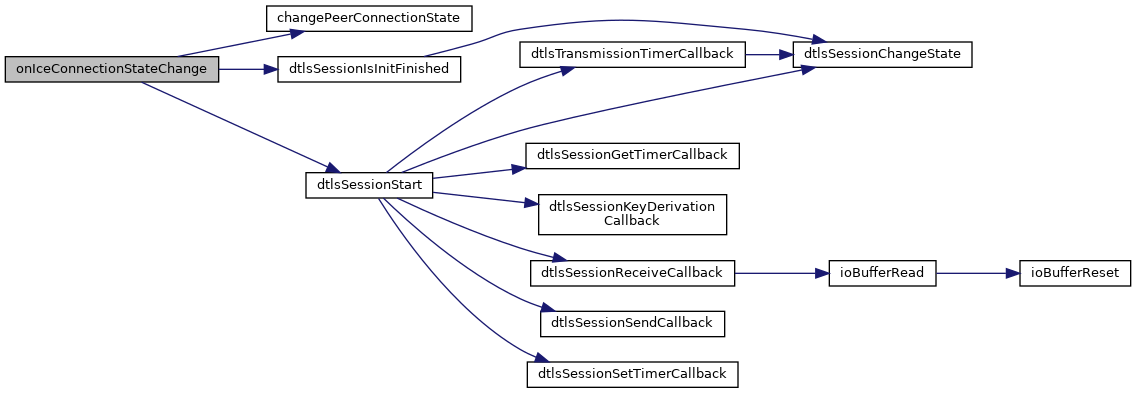 changePeerConnectionState
onIceConnectionStateChange
dtlsSessionIsInitFinished
dtlsTransmissionTimerCallback
dtlsSessionChangeState
dtlsSessionGetTimerCallback
dtlsSessionStart
dtlsSessionKeyDerivation
Callback
dtlsSessionReceiveCallback
ioBufferRead
ioBufferReset
dtlsSessionSendCallback
dtlsSessionSetTimerCallback